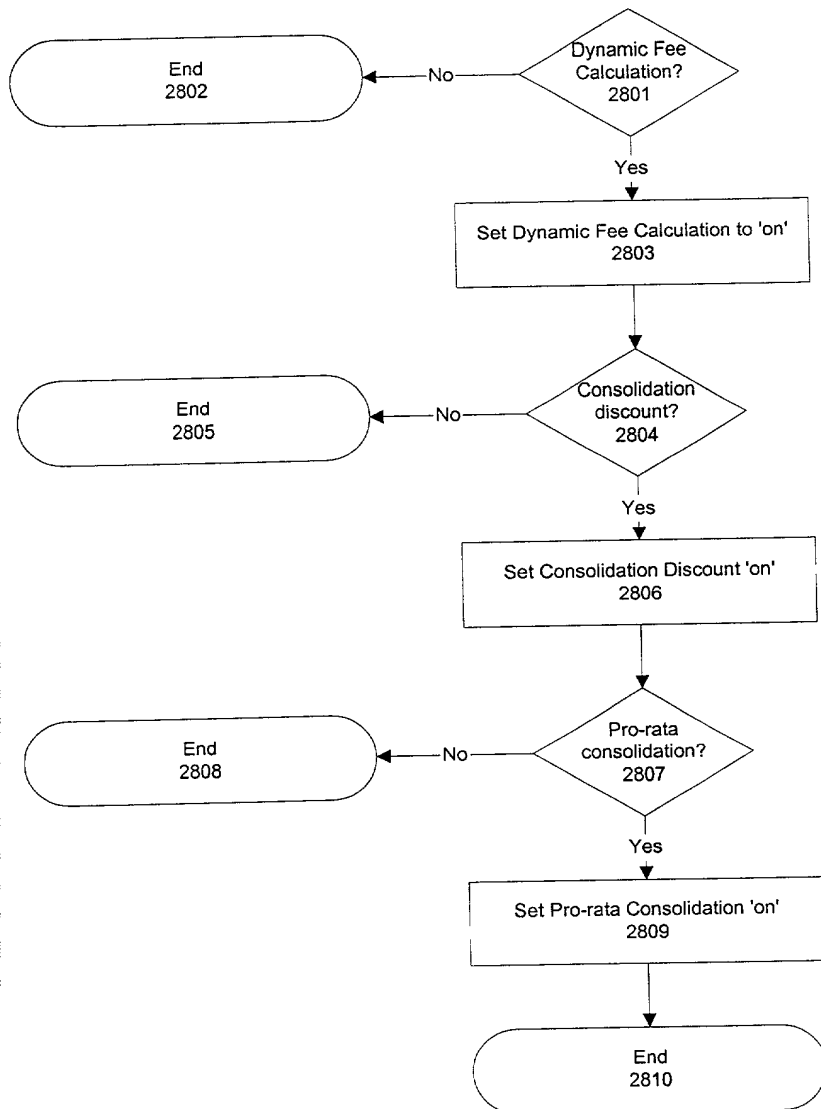 Dynamic Fee
Calculation?
2801
No
End
2802
Yes
Set Dynamic Fee Calculation to 'on'
2803
Consolidation
discount?
2804
No
End
2805
Yes
Set Consolidation Discount 'on'
2806
Pro-rata
consolidation?
2807
No
End
2808
Yes
Set Pro-rata Consolidation 'on'
2809
End
2810